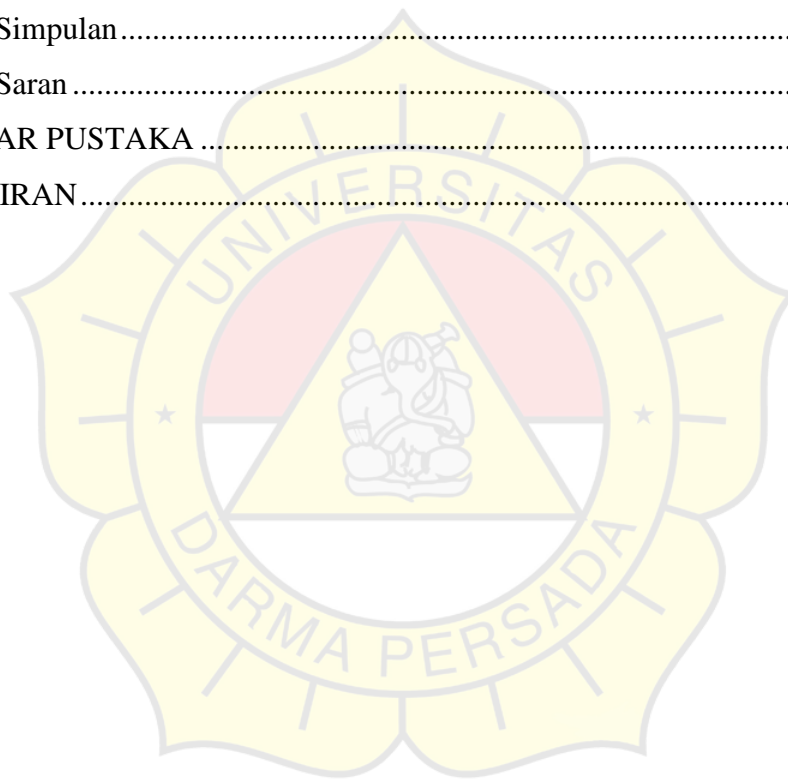 Simpulan
Saran
AR PUSTAKA
IRAN
UNIVERSITAS
DARMA PERSADA